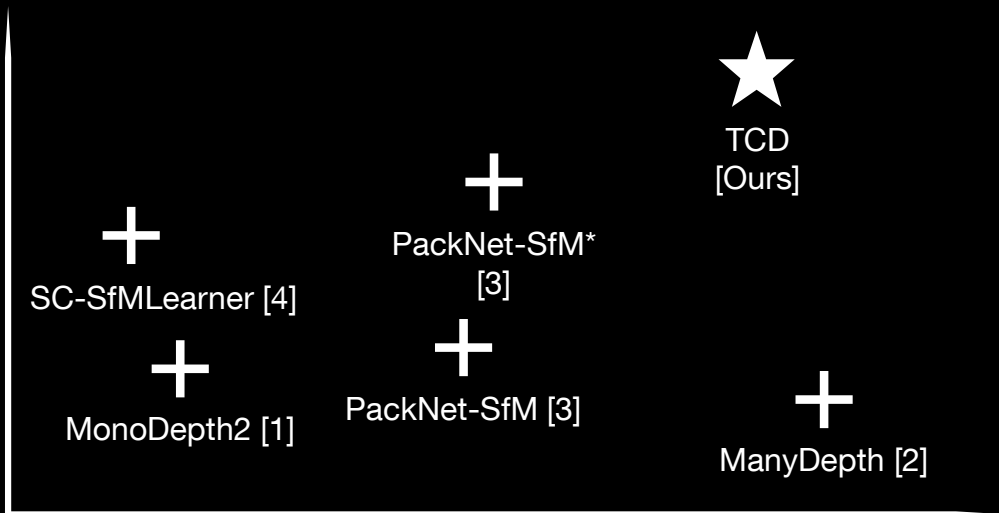 TCD
[Ours]
PackNet-SfM*
[3]
SC-SfMLearner [4]
PackNet-SfM [3]
MonoDepth2 [1]
ManyDepth [2]